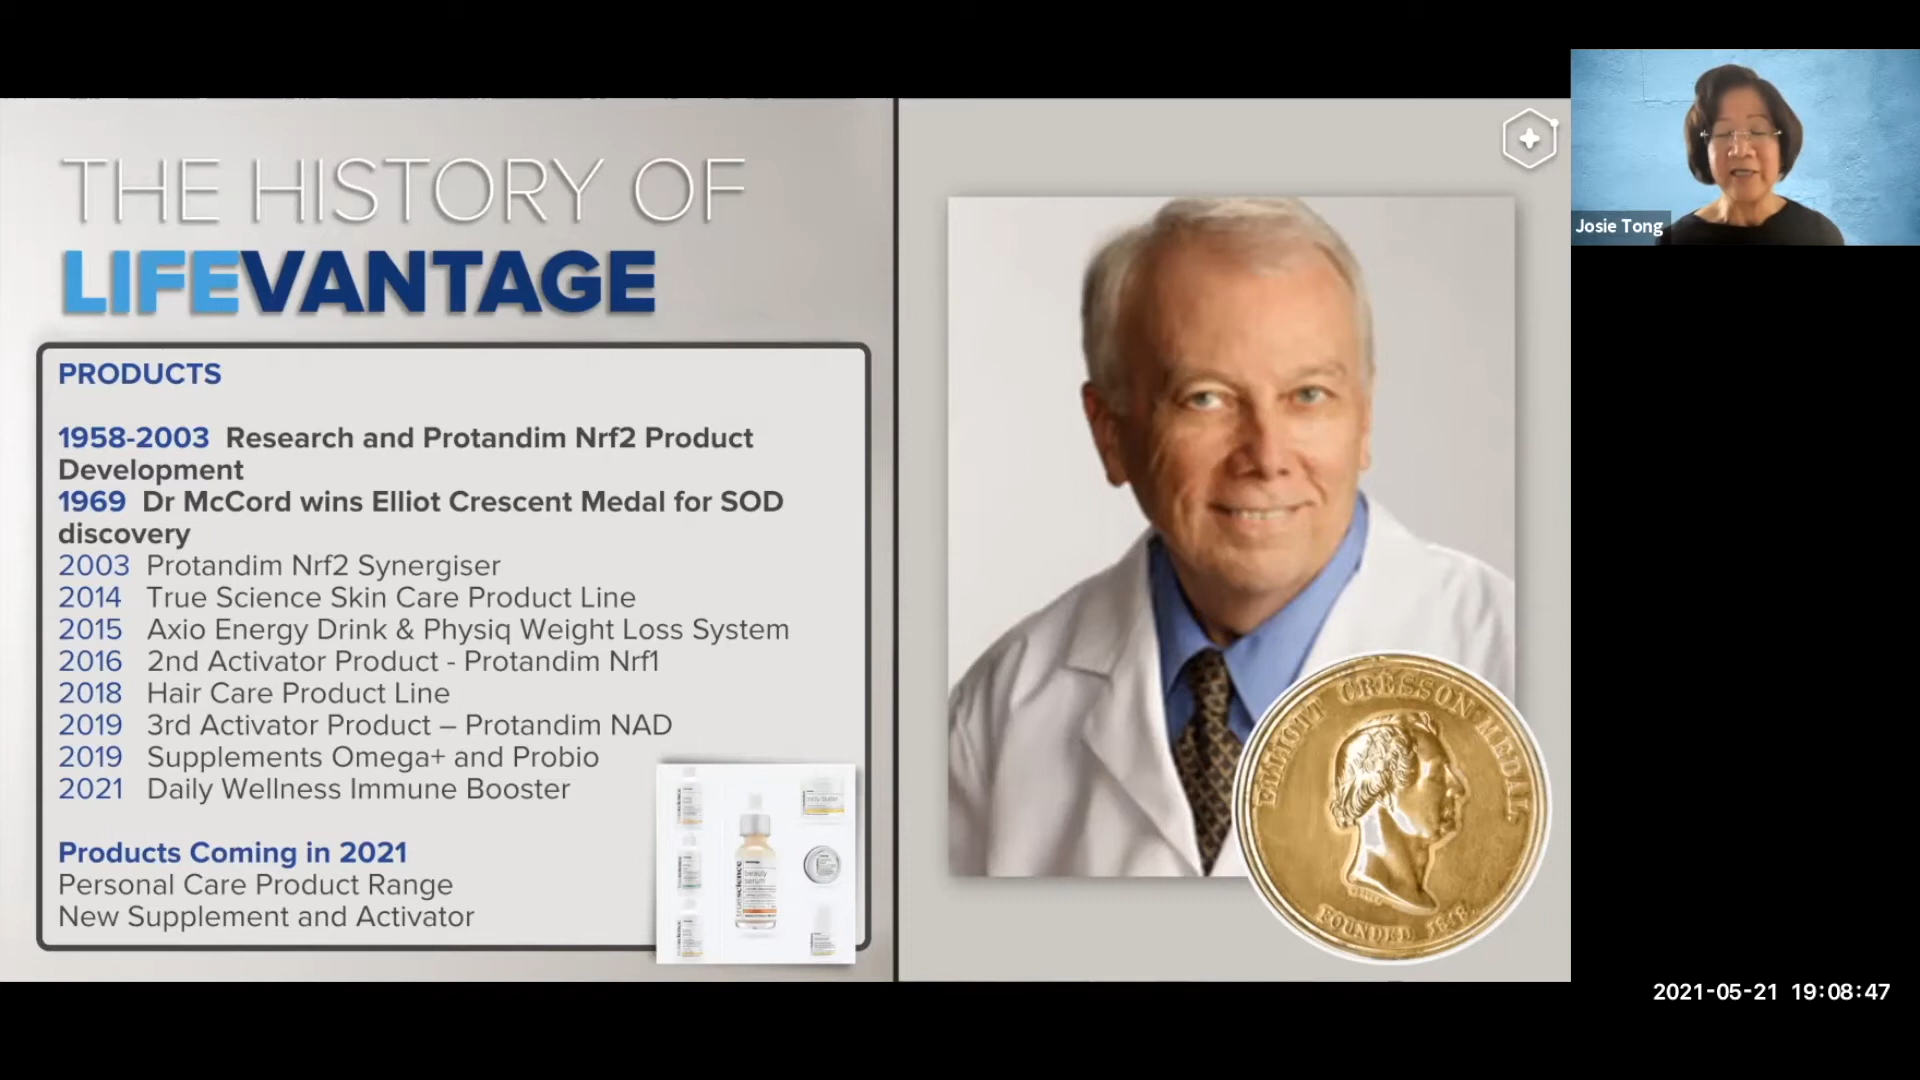 THE HISTORY OF
LIFEVANTAGE
PRODUCTS
1958-2003 Research and Protandim Nrf2 Product
Development
1969 Dr McCord wins Elliot Crescent Medal for SOD
discovery
2003 Protandim Nrf2 Synergiser
2014 True Science Skin Care Product Line
2015 Axio Energy Drink & Physiq Weight Loss System
2016 2nd Activator Product - Protandim Nrf1
2018 Hair Care Product Line
2019 3rd Activator Product – Protandim NAD
2019 Supplements Omega+ and Probio
2021 Daily Wellness Immune Booster
Products Coming in 2021
Personal Care Product Range
New Supplement and Activator
truescience
beauty
serum
ELLIOTT CRESSON MEDAL
FOUNDED 1848
Josie Tong
2021-05-21 19:08:47